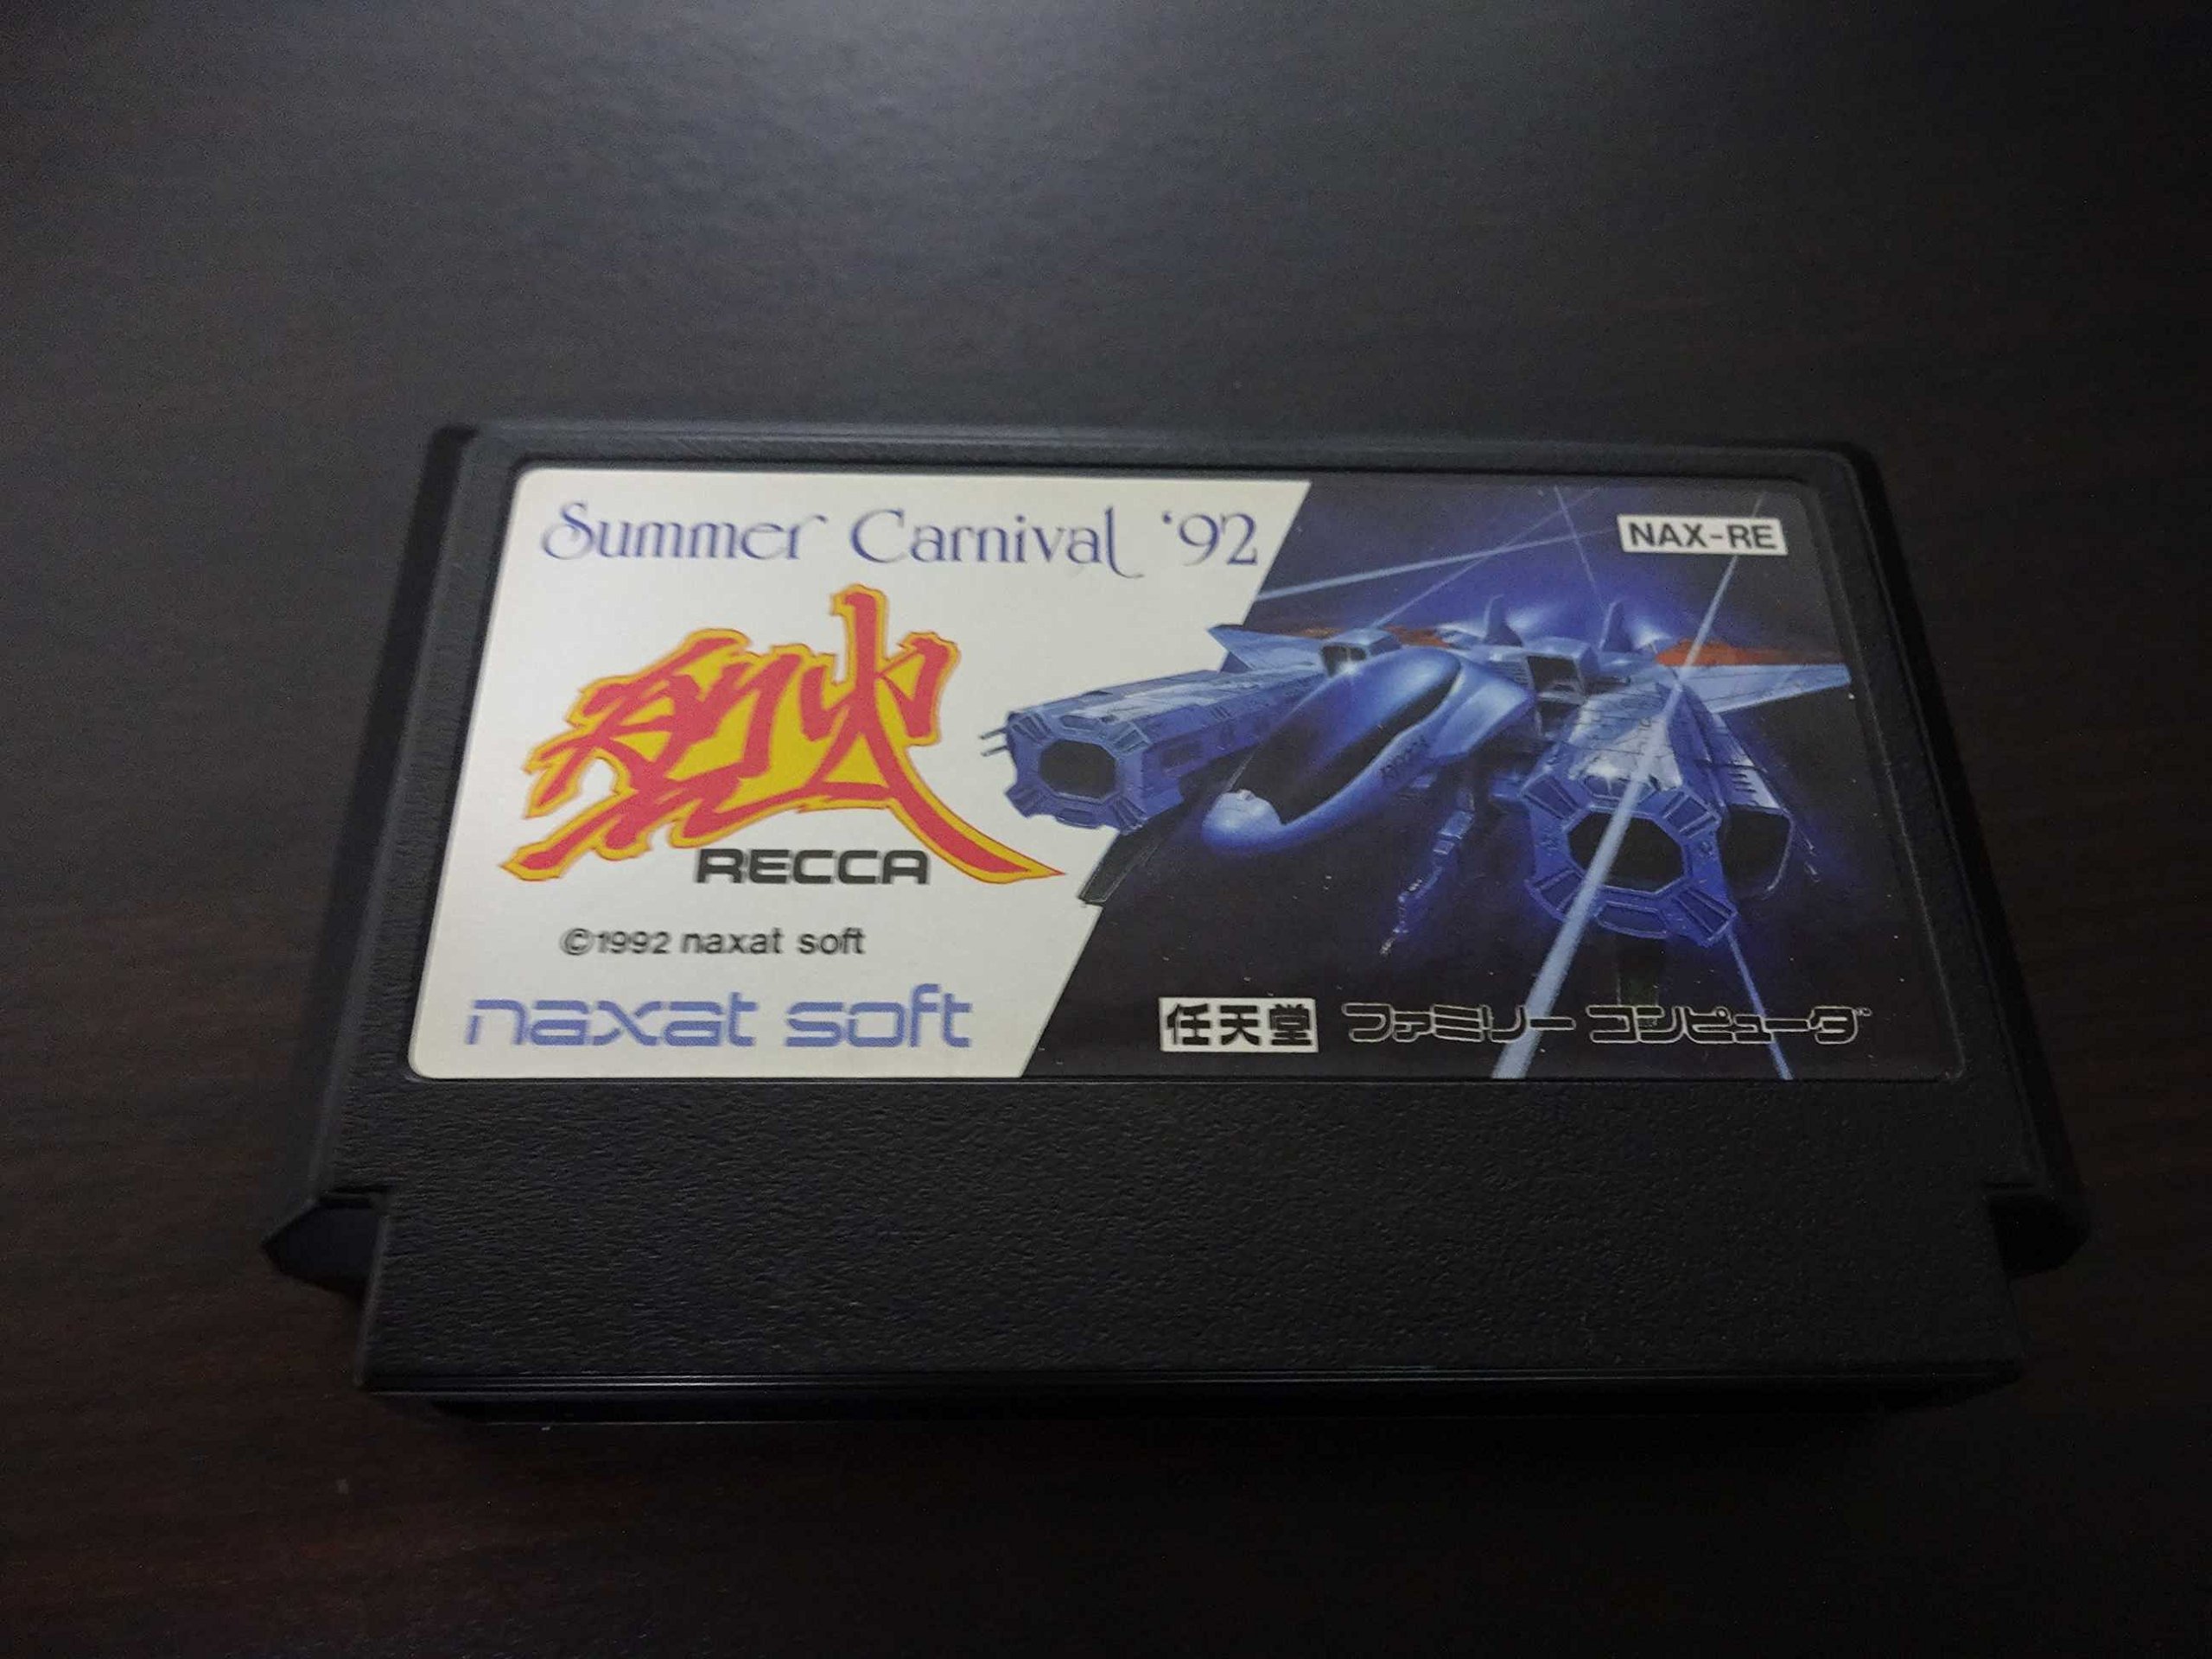 Summer Carnival '92
NAX-RE
烈火
RECCA
©1992 naxat soft
naxat soft
任天堂 ファミリー コンピュータ